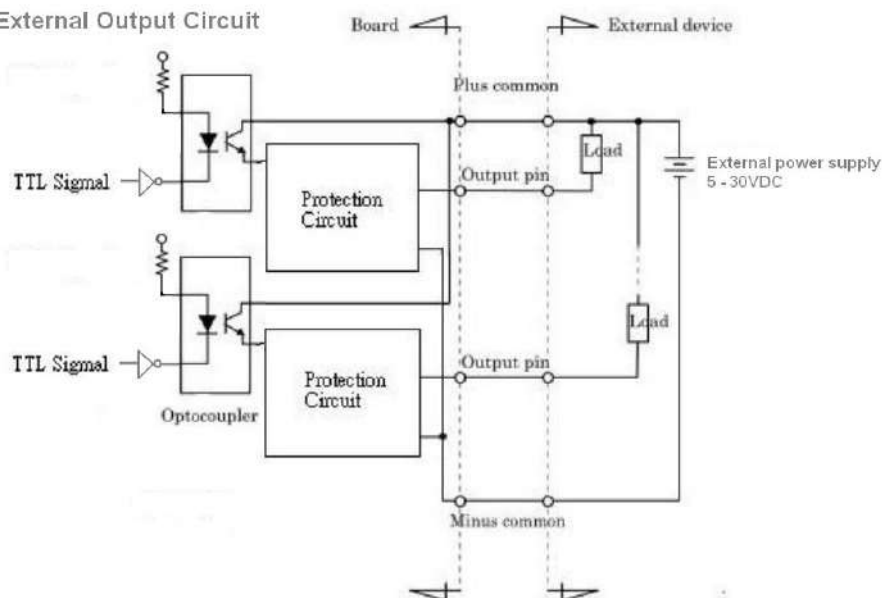 External Output Circuit
Board
External device
Plus common
Load
External power supply
5 - 30VDC
TTL Sigmal
Output pin
Protection
Circuit
Load
TTL Sigmal
Output pin
Protection
Circuit
Optocoupler
Minus common